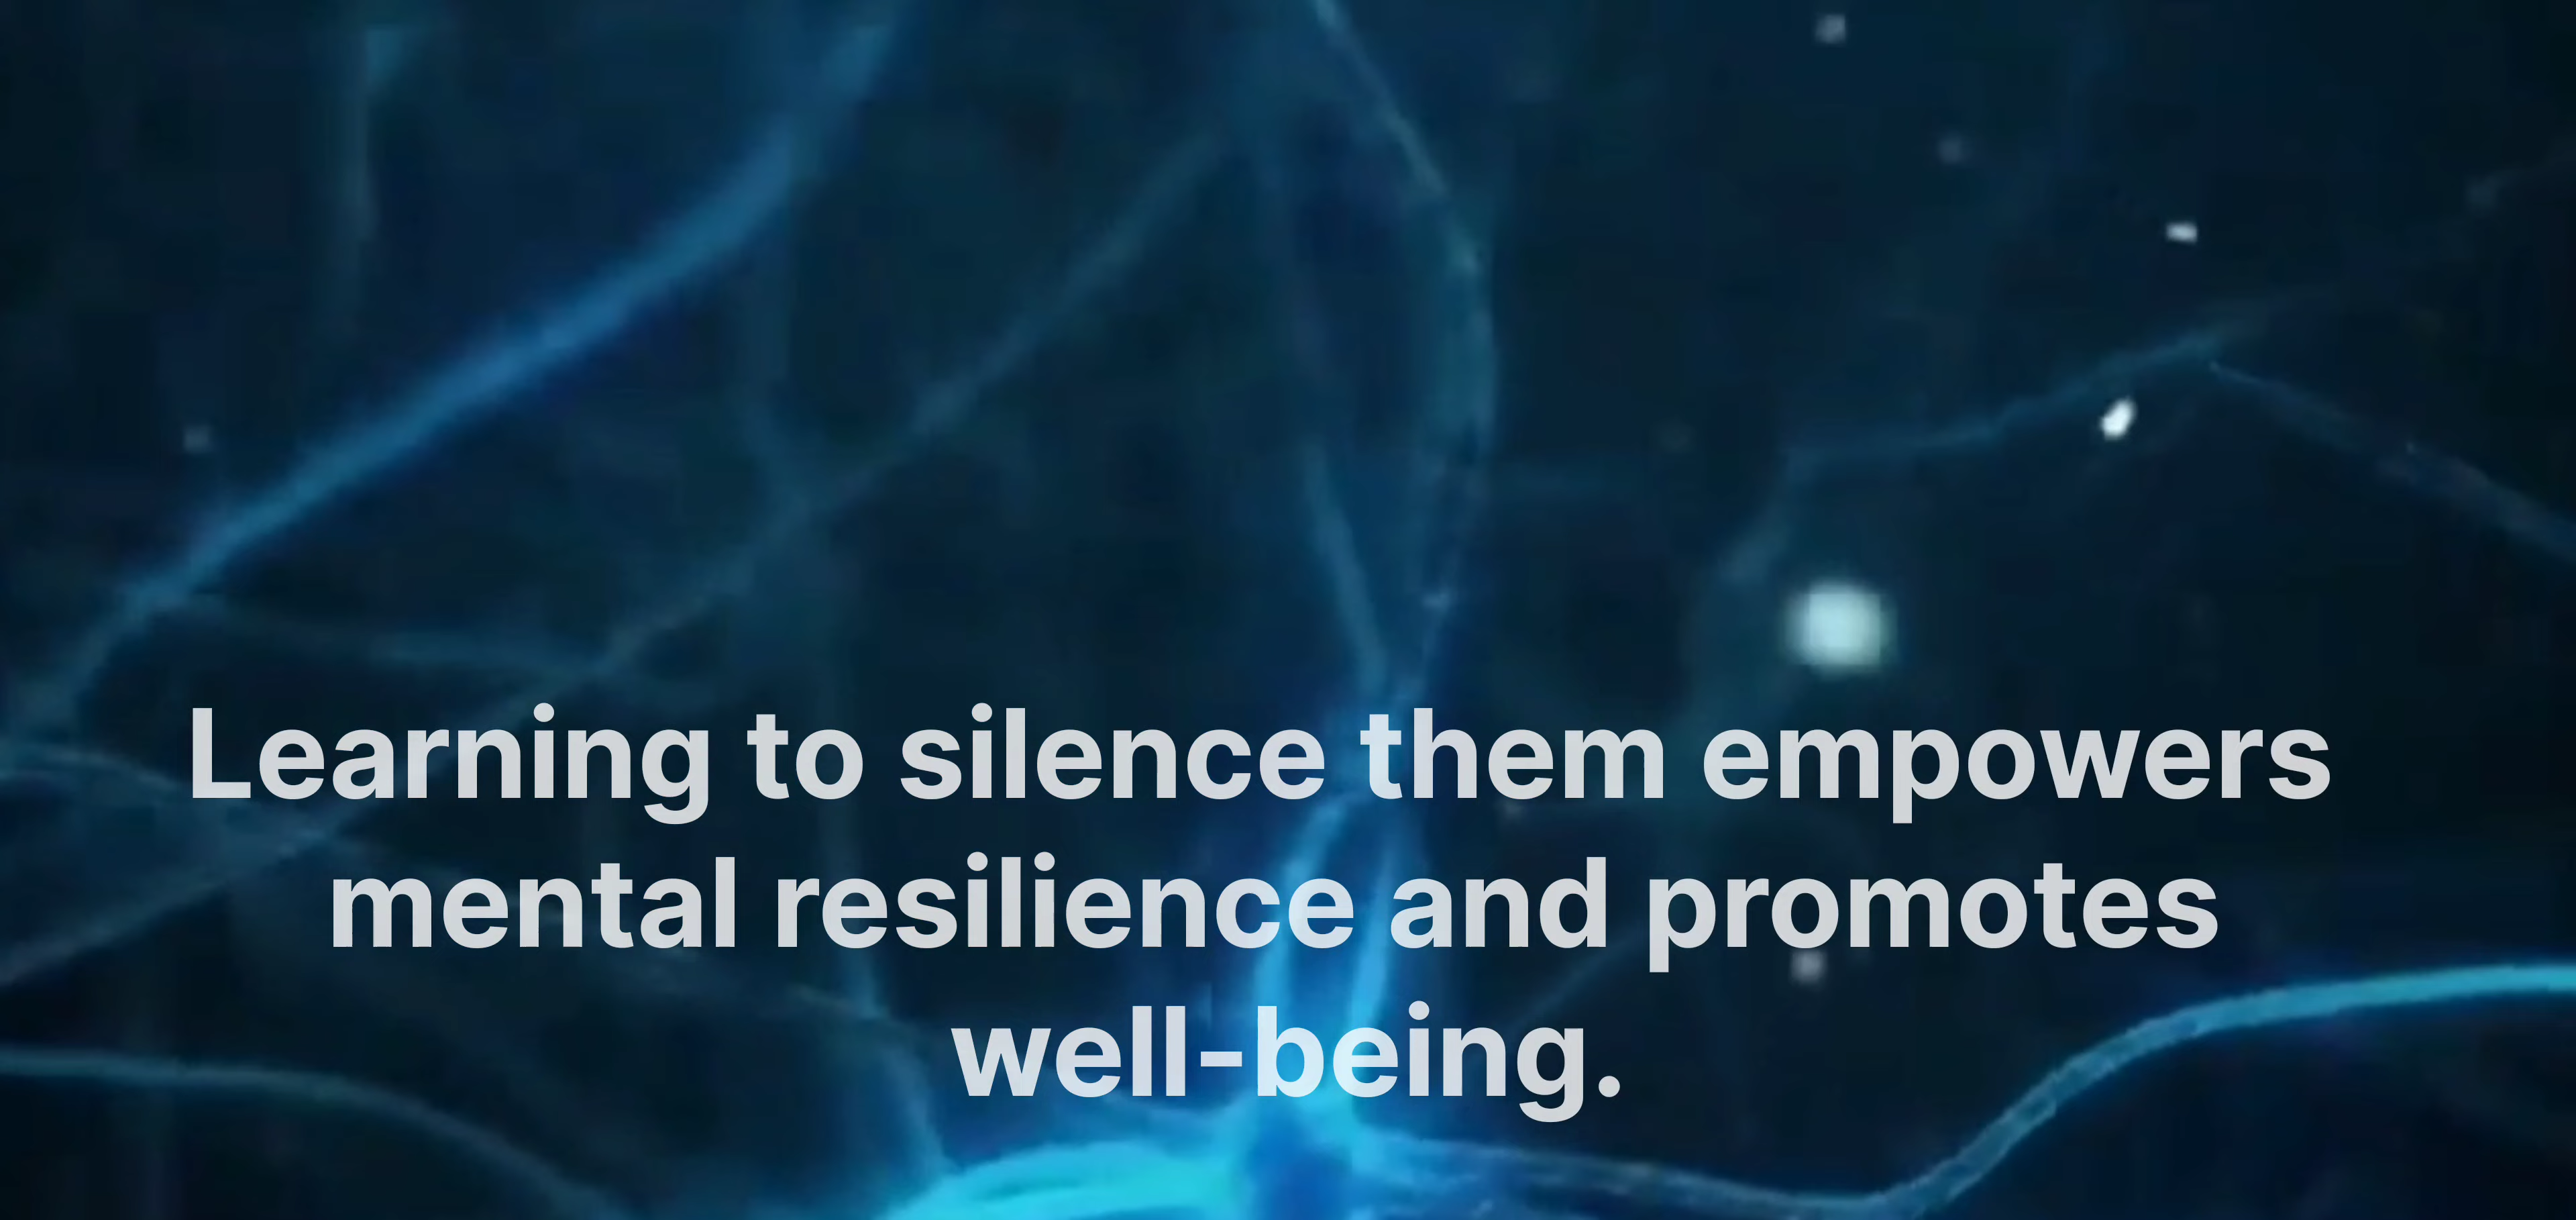 Learning to silence them empowers
mental resilience and promotes
well-being.